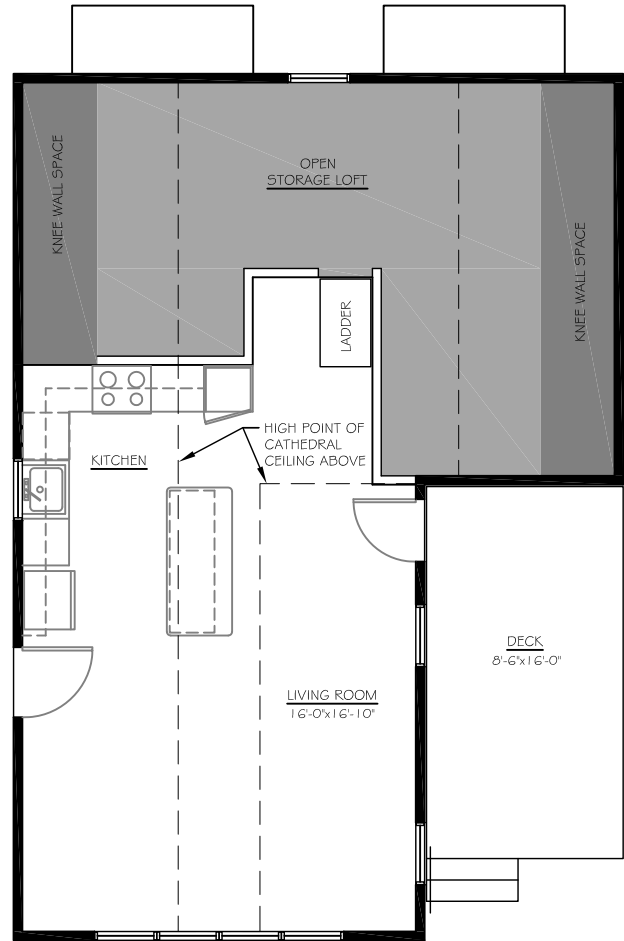 OPEN
STORAGE LOFT
KNEE WALL SPACE
KNEE WALL SPACE
LADDER
HIGH POINT OF
CATHEDRAL
CEILING ABOVE
KITCHEN
DECK
8'-6"x16'-0"
LIVING ROOM
16'-0"x16'-10"